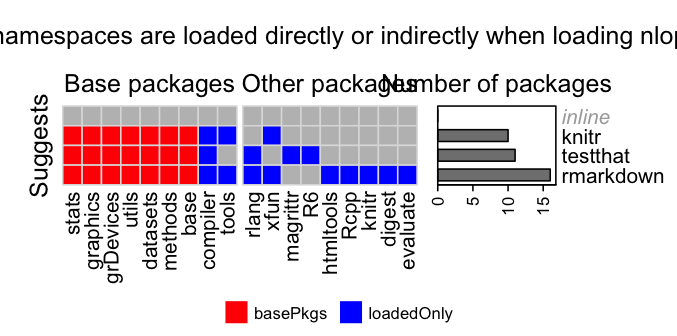 namespaces are loaded directly or indirectly when loading nlop
Base packages
Other packages
Number of packages
Suggests
inline
knitr
testthat
rmarkdown
stats
graphics
grDevices
utils
datasets
methods
base
compiler
tools
rlang
xfun
magrittr
R6
htmltools
Rcpp
knitr
digest
evaluate
0
5
10
15
basePkgs
loadedOnly